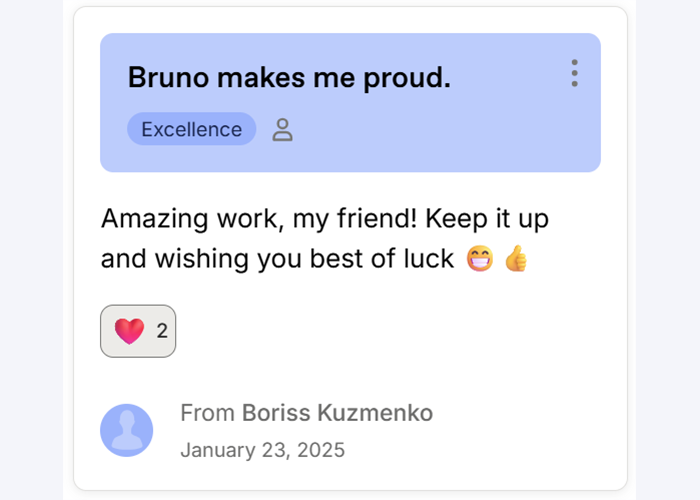 Bruno makes me proud.
Excellence
Amazing work, my friend! Keep it up
and wishing you best of luck 😁 👍
❤️ 2
From Boriss Kuzmenko
January 23, 2025